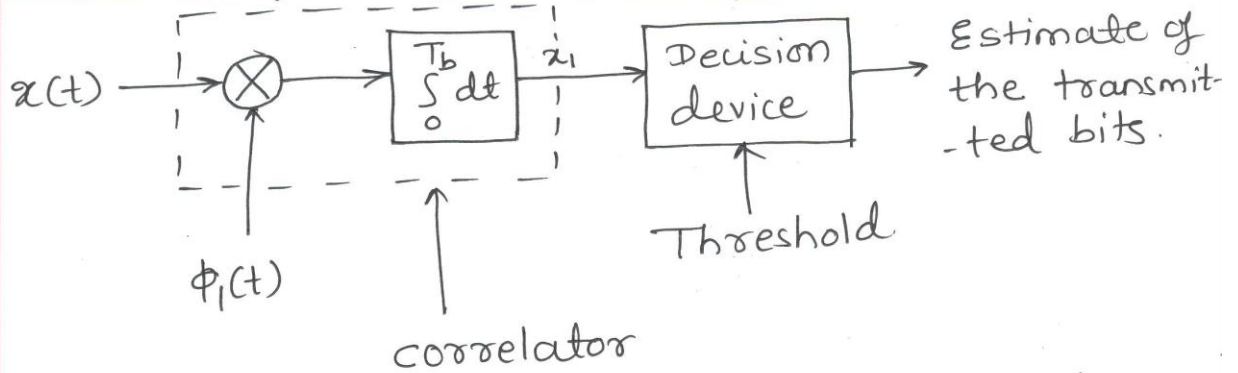 x(t)
⊗
Tb
∫ dt
0
x₁
Decision
device
Estimate of
the transmit-
-ted bits.
ϕ₁(t)
Threshold
correlator